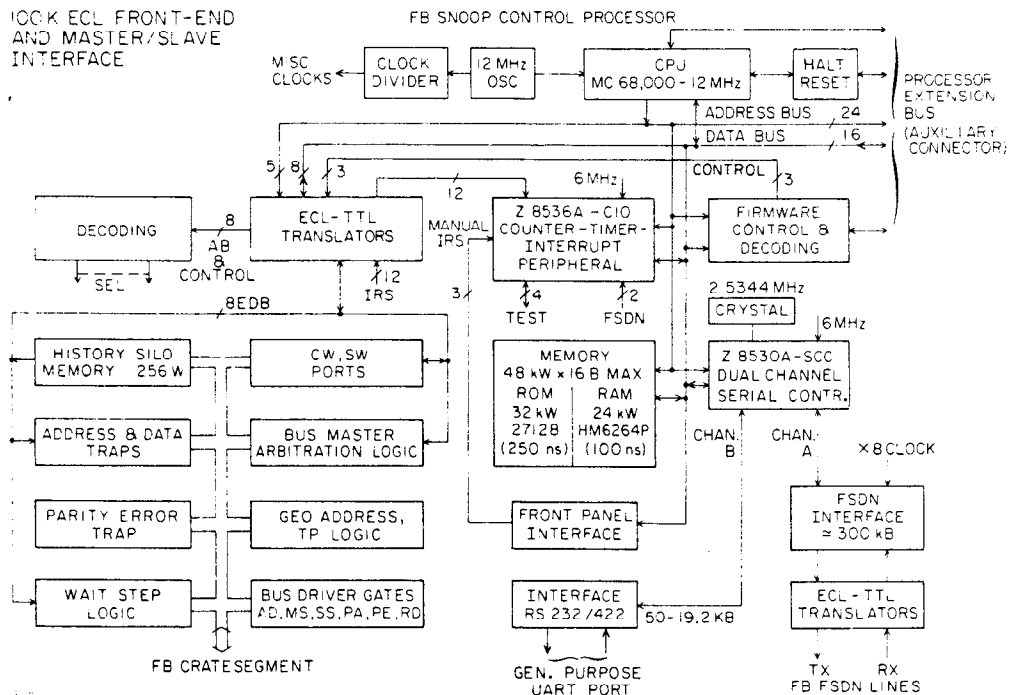 100K ECL FRONT-END
AND MASTER/SLAVE
INTERFACE
FB SNOOP CONTROL PROCESSOR
MISC
CLOCKS
CLOCK
DIVIDER
12 MHz
OSC
CPU
MC 68,000-12 MHz
HALT
RESET
PROCESSOR
EXTENSION
BUS
(AUXILIARY
CONNECTOR)
ADDRESS BUS
24
DATA BUS
16
5
8
3
CONTROL
3
12
6 MHz
DECODING
SEL
8
AB
&
CONTROL
ECL-TTL
TRANSLATORS
12
IRS
MANUAL
IRS
Z 8536A-CIO
COUNTER-TIMER-
INTERRUPT
PERIPHERAL
FIRMWARE
CONTROL &
DECODING
3
4
TEST
2
FSDN
2 5344 MHz
CRYSTAL
6 MHz
8EDB
HISTORY SILO
MEMORY 256 W
CW, SW
PORTS
MEMORY
48 kW x 16 B MAX
ROM
32 kW
27128
(250 ns)
RAM
24 kW
HM6264P
(100 ns)
Z 8530A-SCC
DUAL CHANNEL
SERIAL CONTR.
ADDRESS & DATA
TRAPS
BUS MASTER
ARBITRATION LOGIC
CHAN.
B
CHAN.
A
×8 CLOCK
PARITY ERROR
TRAP
GEO ADDRESS,
TP LOGIC
FRONT PANEL
INTERFACE
FSDN
INTERFACE
≃ 300 kB
WAIT STEP
LOGIC
BUS DRIVER GATES
AD, MS, SS, PA, PE, RD
INTERFACE
RS 232/422
50-19.2 KB
ECL-TTL
TRANSLATORS
FB CRATESEGMENT
GEN. PURPOSE
UART PORT
TX
RX
FB FSDN LINES